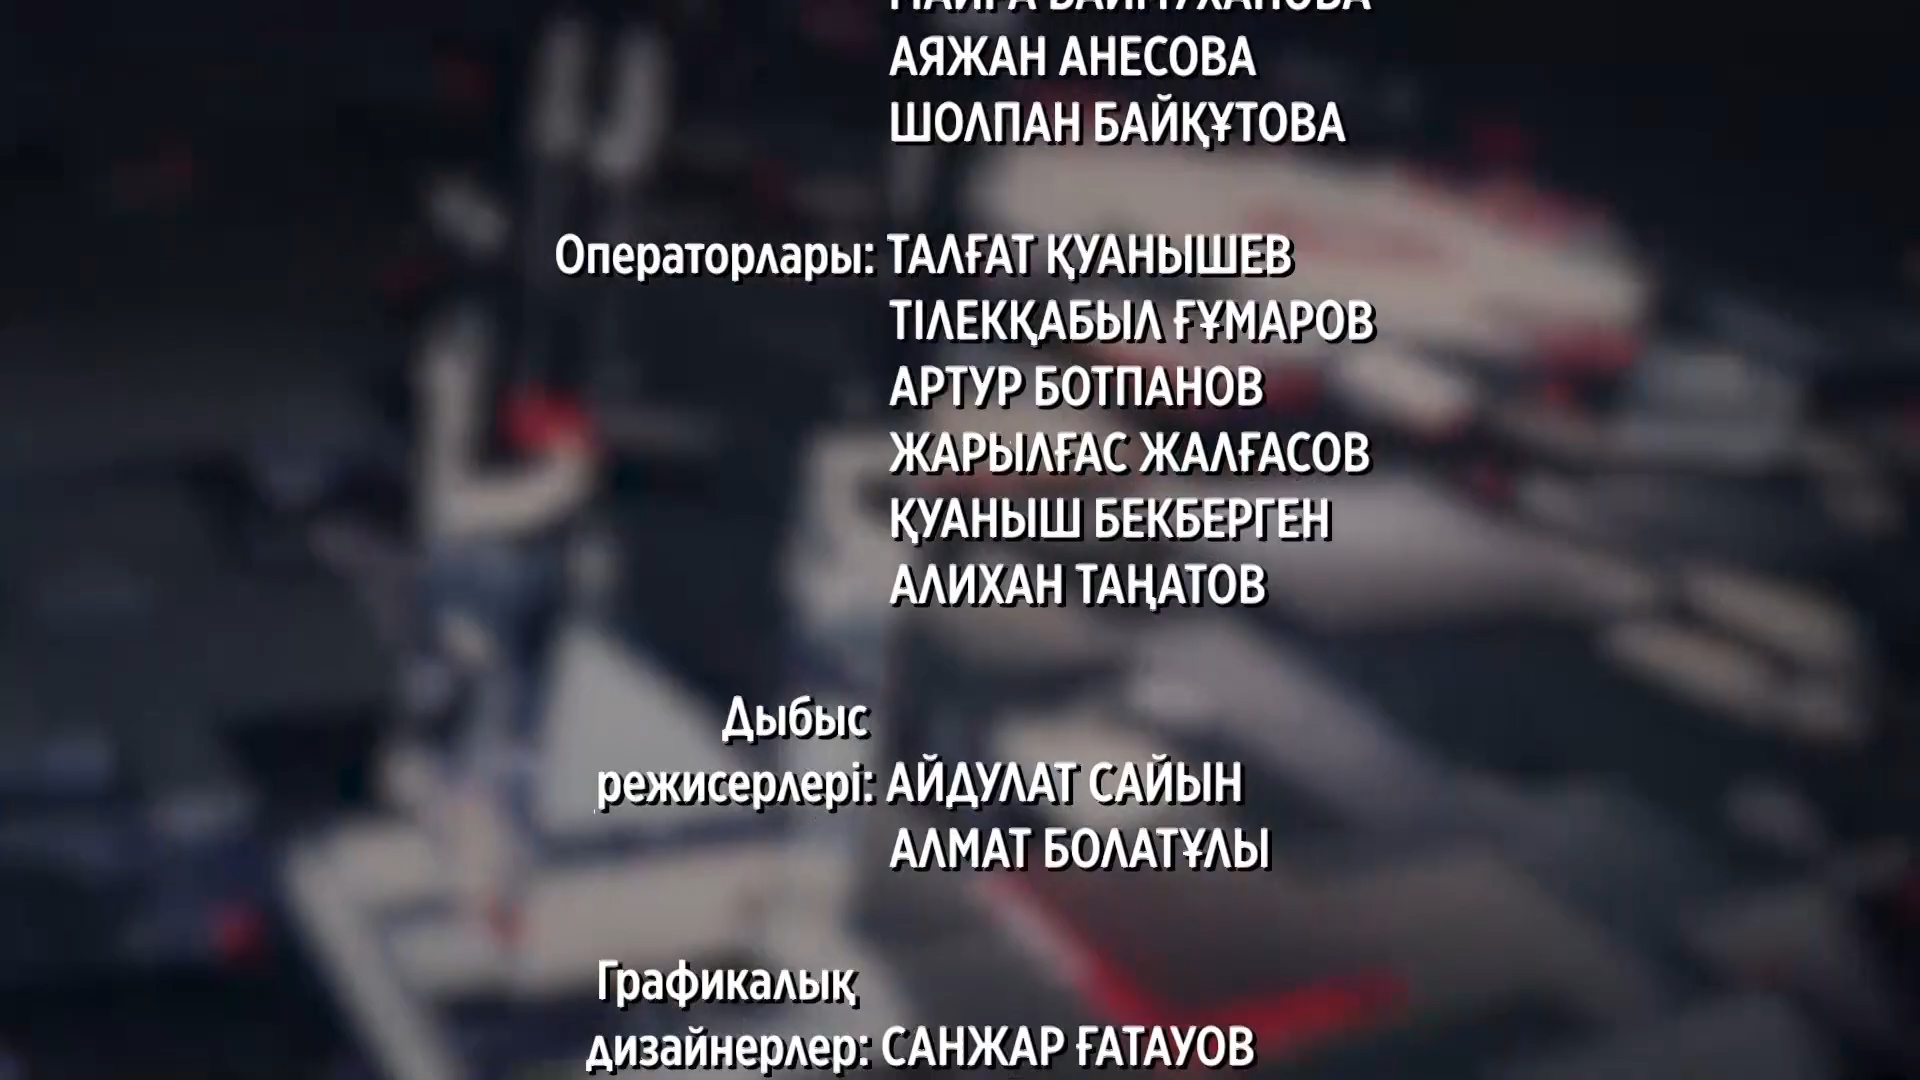 АЯЖАН АНЕСОВА
ШОЛПАН БАЙҚҰТОВА
Операторлары: ТАЛҒАТ ҚУАНЫШЕВ
ТІЛЕКҚАБЫЛ ҒҰМАРОВ
АРТУР БОТПАНОВ
ЖАРЫЛҒАС ЖАЛҒАСОВ
ҚУАНЫШ БЕКБЕРГЕН
АЛИХАН ТАҢАТОВ
Дыбыс
режисерлері: АЙДУЛАТ САЙЫН
АЛМАТ БОЛАТҰЛЫ
Графикалық
дизайнерлер: САНЖАР ҒАТАУОВ